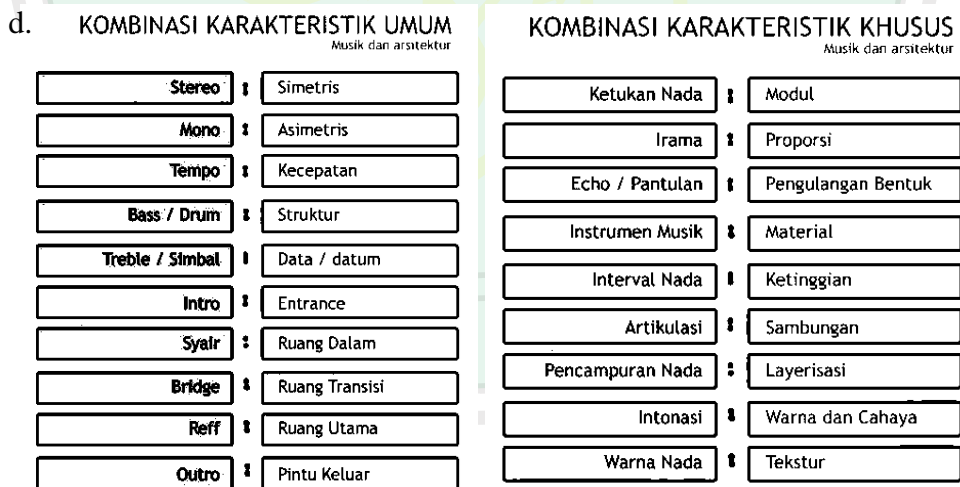 d.
KOMBINASI KARAKTERISTIK UMUM
Musik dan arsitektur
Stereo : Simetris
Mono : Asimetris
Tempo : Kecepatan
Bass / Drum : Struktur
Treble / Simbal : Data / datum
Intro : Entrance
Syair : Ruang Dalam
Bridge : Ruang Transisi
Reff : Ruang Utama
Outro : Pintu Keluar
KOMBINASI KARAKTERISTIK KHUSUS
Musik dan arsitektur
Ketukan Nada : Modul
Irama : Proporsi
Echo / Pantulan : Pengulangan Bentuk
Instrumen Musik : Material
Interval Nada : Ketinggian
Artikulasi : Sambungan
Pencampuran Nada : Layerisasi
Intonasi : Warna dan Cahaya
Warna Nada : Tekstur